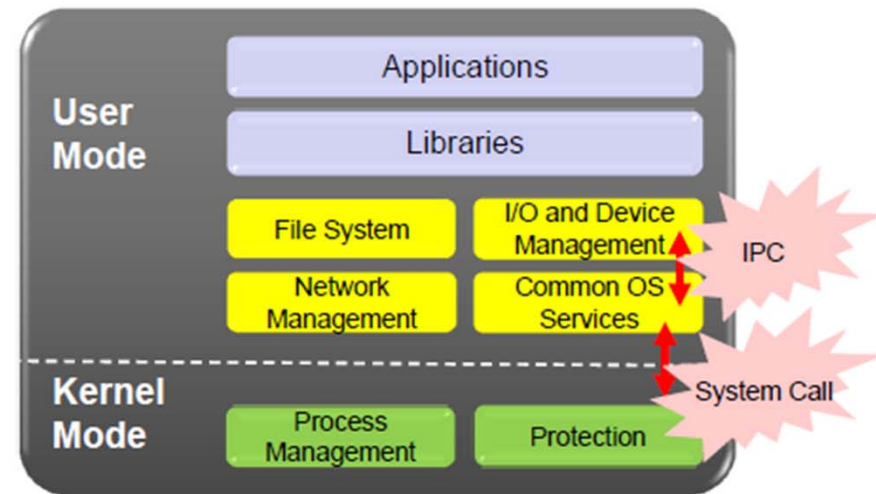 User
Mode
Applications
Libraries
File System
I/O and Device
Management
IPC
Network
Management
Common OS
Services
System Call
Kernel
Mode
Process
Management
Protection